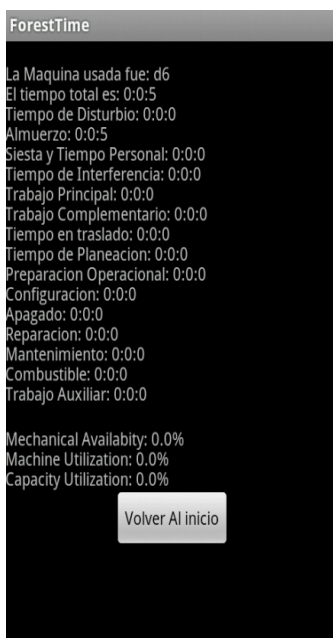 ForestTime
La Maquina usada fue: d6
El tiempo total es: 0:0:5
Tiempo de Disturbio: 0:0:0
Almuerzo: 0:0:5
Siesta y Tiempo Personal: 0:0:0
Tiempo de Interferencia: 0:0:0
Trabajo Principal: 0:0:0
Trabajo Complementario: 0:0:0
Tiempo en traslado: 0:0:0
Tiempo de Planeacion: 0:0:0
Preparacion Operacional: 0:0:0
Configuracion: 0:0:0
Apagado: 0:0:0
Reparacion: 0:0:0
Mantenimiento: 0:0:0
Combustible: 0:0:0
Trabajo Auxiliar: 0:0:0
Mechanical Availabity: 0.0%
Machine Utilization: 0.0%
Capacity Utilization: 0.0%
Volver Al inicio